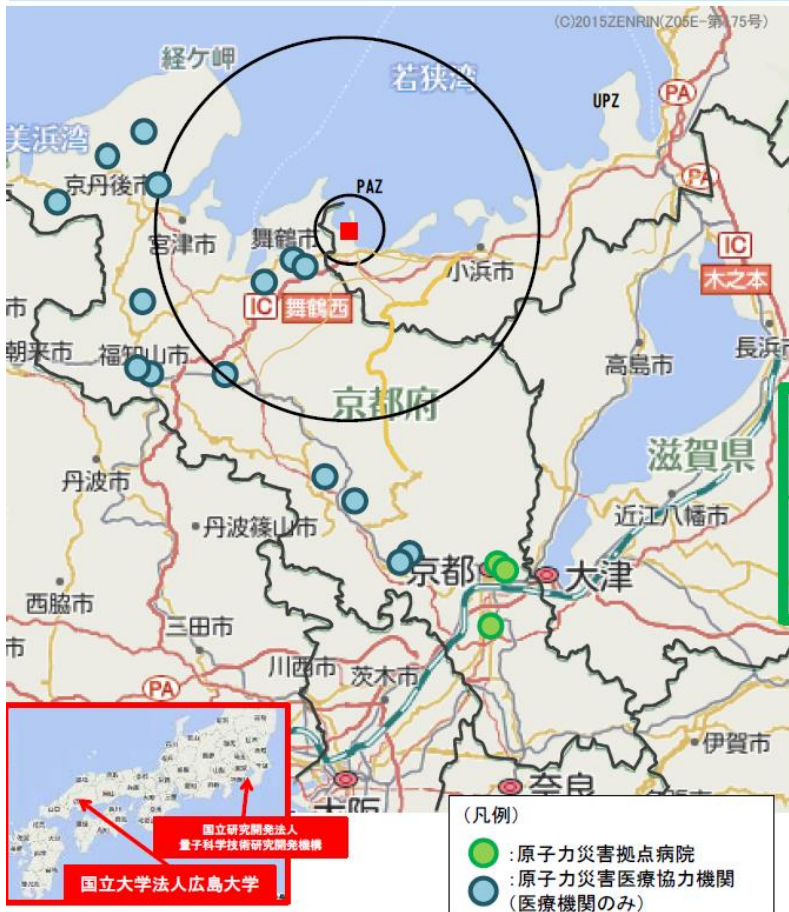 (C)2015ZENRIN(Z05E-第175号)
経ケ岬
若狭湾
UPZ
PA
美浜湾
PAZ
PA
京丹後市
宮津市
舞鶴市
小浜市
IC
木之本
IC 舞鶴西
市
朝来市
福知山市
高島市
長浜市
京都府
滋賀県
丹波市
近江八幡市
丹波篠山市
京都
大津
西脇市
三田市
市
川西市
茨木市
PA
伊賀市
大阪
奈良
国立研究開発法人
量子科学技術研究開発機構
国立大学法人広島大学
(凡例)
:原子力災害拠点病院
:原子力災害医療協力機関
(医療機関のみ)